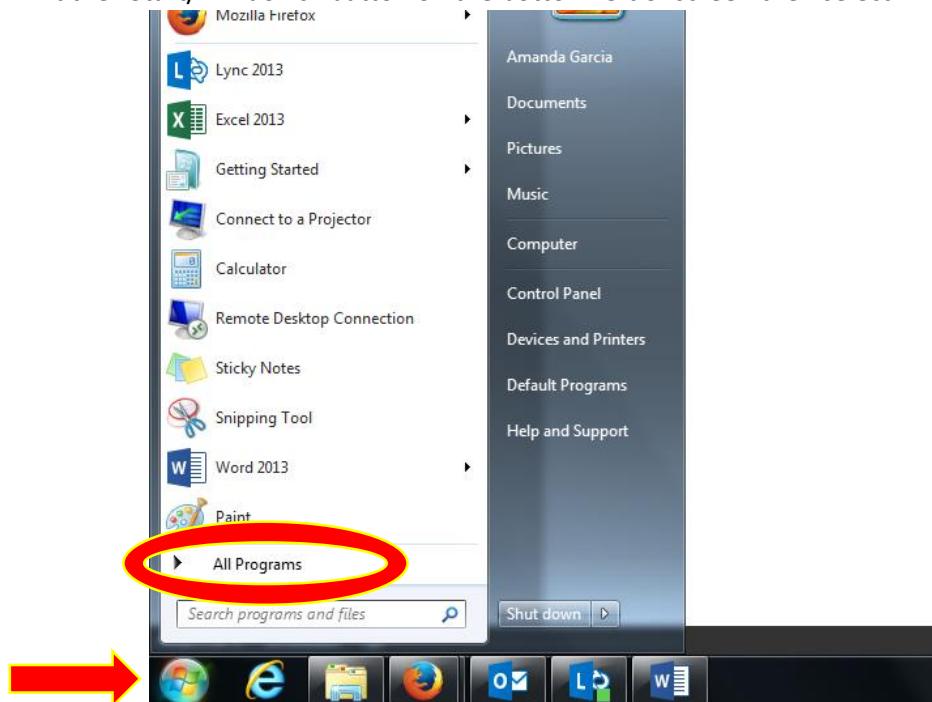 Mozilla Firefox
Lync 2013
Excel 2013
Getting Started
Connect to a Projector
Calculator
Remote Desktop Connection
Sticky Notes
Snipping Tool
Word 2013
Paint
All Programs
Search programs and files
Amanda Garcia
Documents
Pictures
Music
Computer
Control Panel
Devices and Printers
Default Programs
Help and Support
Shut down